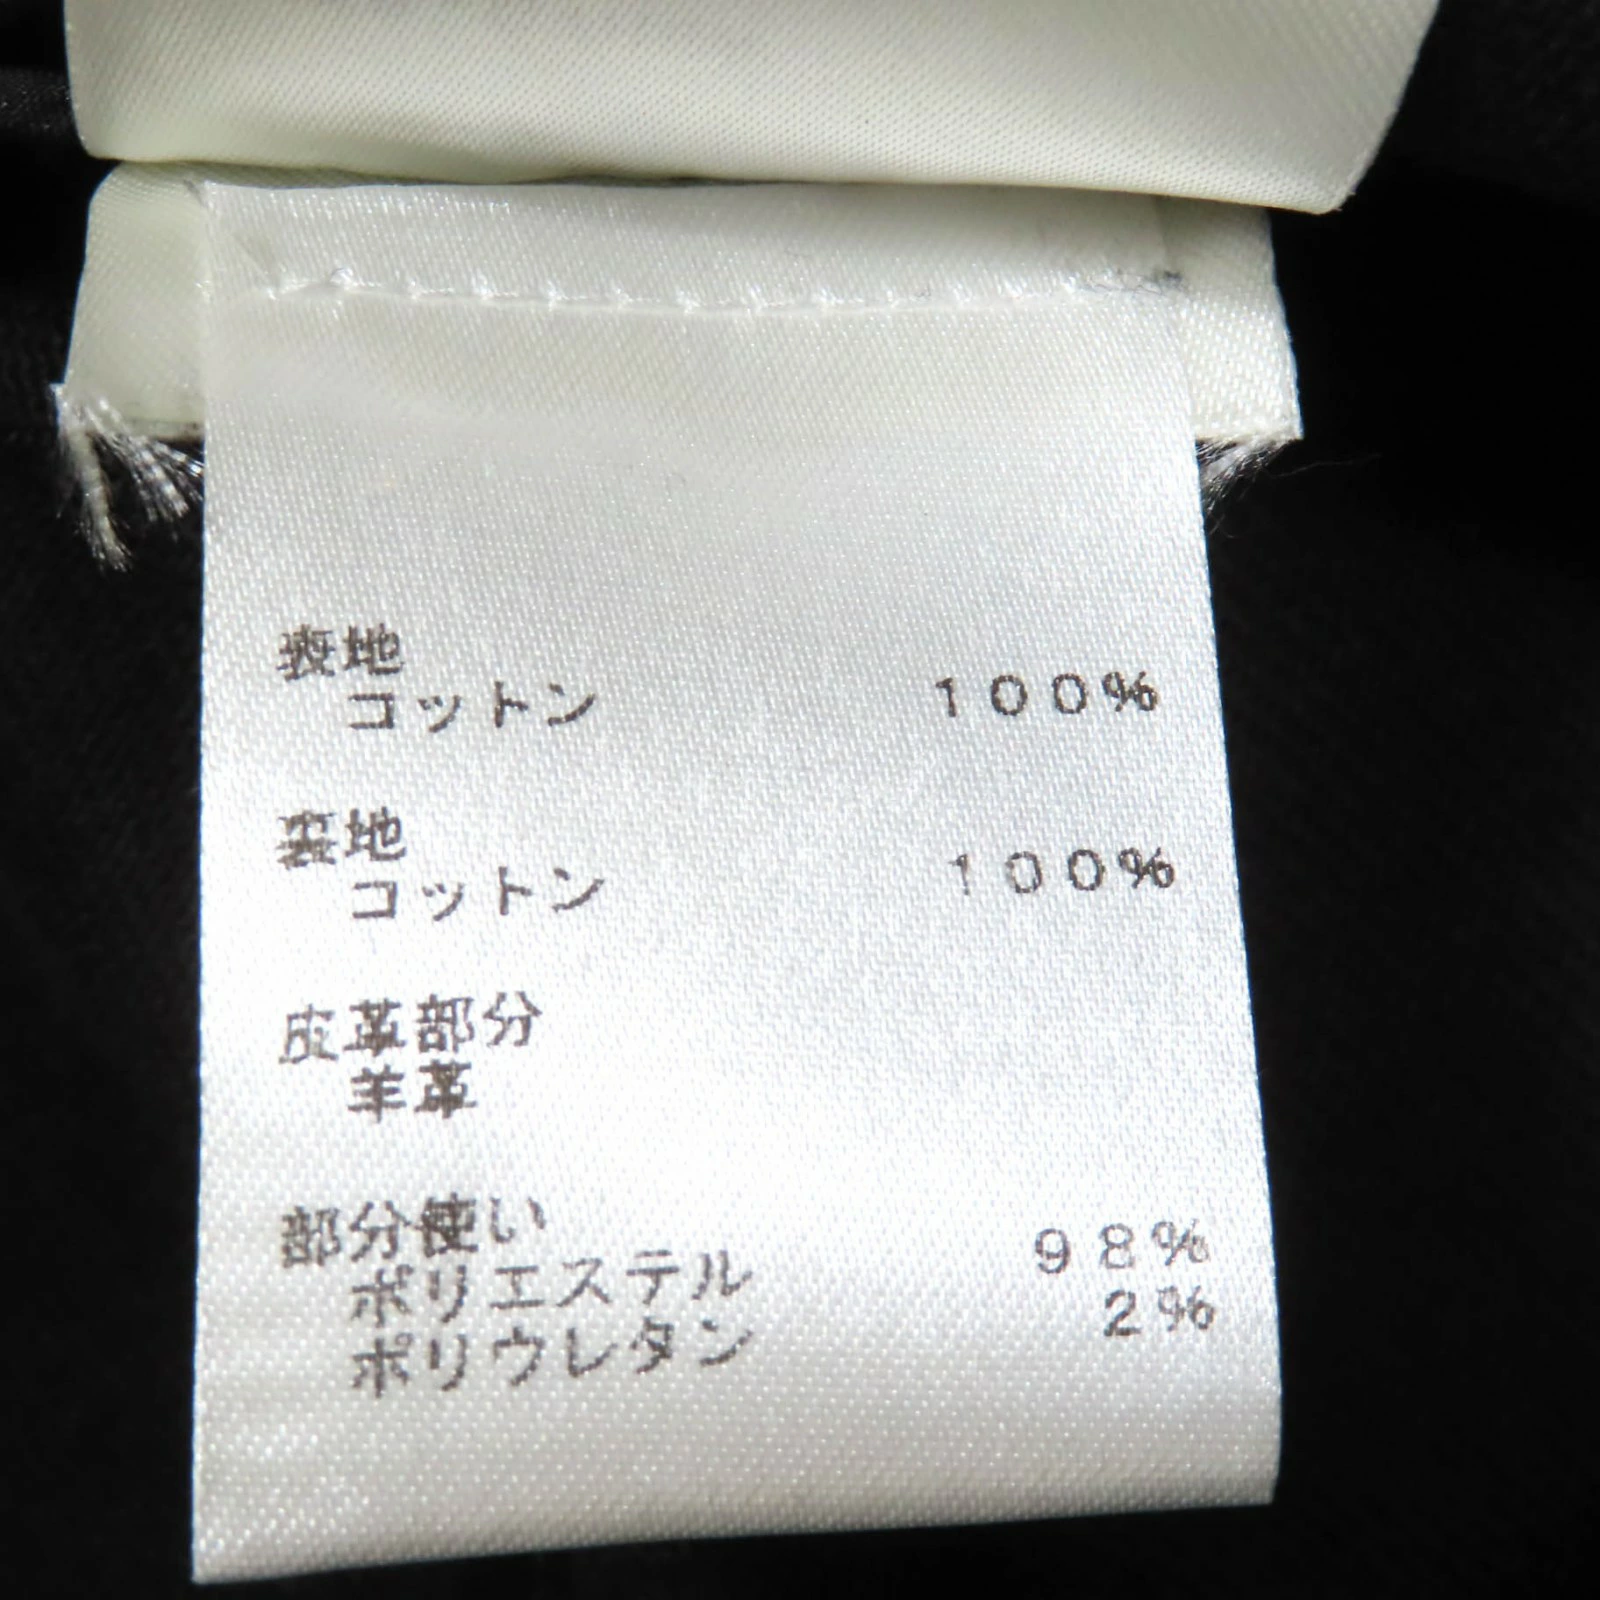 表地
コットン 100%
裏地
コットン 100%
皮革部分
羊革
部分使い
ポリエステル 98%
ポリウレタン 2%